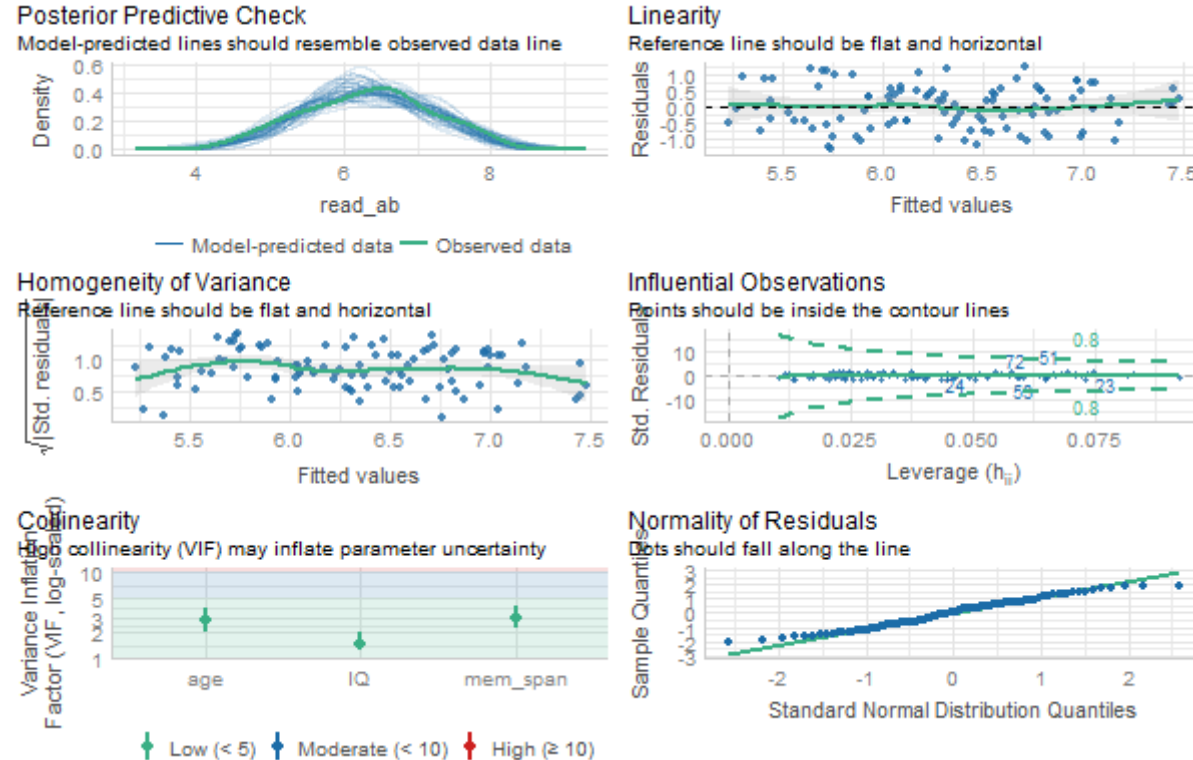 Posterior Predictive Check
Model-predicted lines should resemble observed data line
Density
0.6
0.4
0.2
0.0
4 6 8
read_ab
Model-predicted data Observed data
Linearity
Reference line should be flat and horizontal
Residuals
1.0
0.5
0.0
-0.5
-1.0
5.5 6.0 6.5 7.0 7.5
Fitted values
Homogeneity of Variance
Reference line should be flat and horizontal
√|Std. residuals|
1.0
0.5
5.5 6.0 6.5 7.0 7.5
Fitted values
Influential Observations
Points should be inside the contour lines
Std. Residuals
10
0
-10
0.8
72 51
24 23
0.8
0.000 0.025 0.050 0.075
Leverage (hii)
Collinearity
High collinearity (VIF) may inflate parameter uncertainty
Variance Inflation
Factor (VIF, log-scaled)
10
5
3
2
1
age IQ mem_span
Low (< 5) Moderate (< 10) High (≥ 10)
Normality of Residuals
Dots should fall along the line
Sample Quantiles
3
2
1
0
-1
-2
-3
-2 -1 0 1 2
Standard Normal Distribution Quantiles